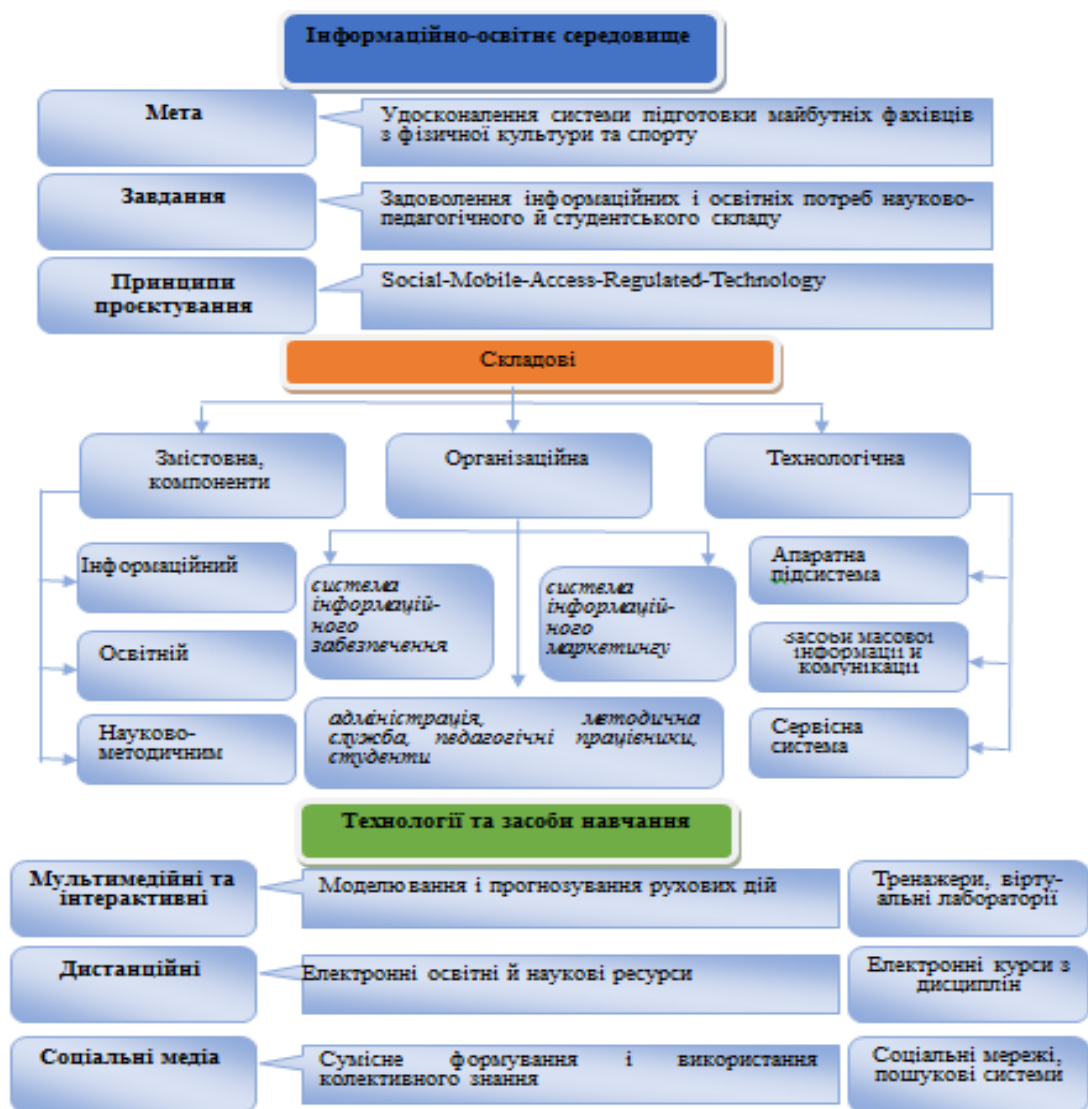 Інформаційно-освітнє середовище
Мета
Удосконалення системи підготовки майбутніх фахівців
з фізичної культури та спорту
Завдання
Задоволення інформаційних і освітніх потреб науково-
педагогічного й студентського складу
Принципи
проєктування
Social-Mobile-Access-Regulated-Technology
Складові
Змістовна,
компоненти
Організаційна
Технологічна
Інформаційний
Освітній
Науково-
методичним
система
інформацій-
ного
забезпечення
система
інформацій-
ного
маркетингу
адміністрація, методична
служба, педагогічні працівники,
студенти
Апаратна
підсистема
Засоби масової
інформації и
комунікації
Сервісна
система
Технології та засоби навчання
Мультимедійні та
інтерактивні
Моделювання і прогнозування рухових дій
Тренажери, вірту-
альні лабораторії
Дистанційні
Електронні освітні й наукові ресурси
Електронні курси з
дисциплін
Соціальні медіа
Сумісне формування і використання
колективного знання
Соціальні мережі,
пошукові системи